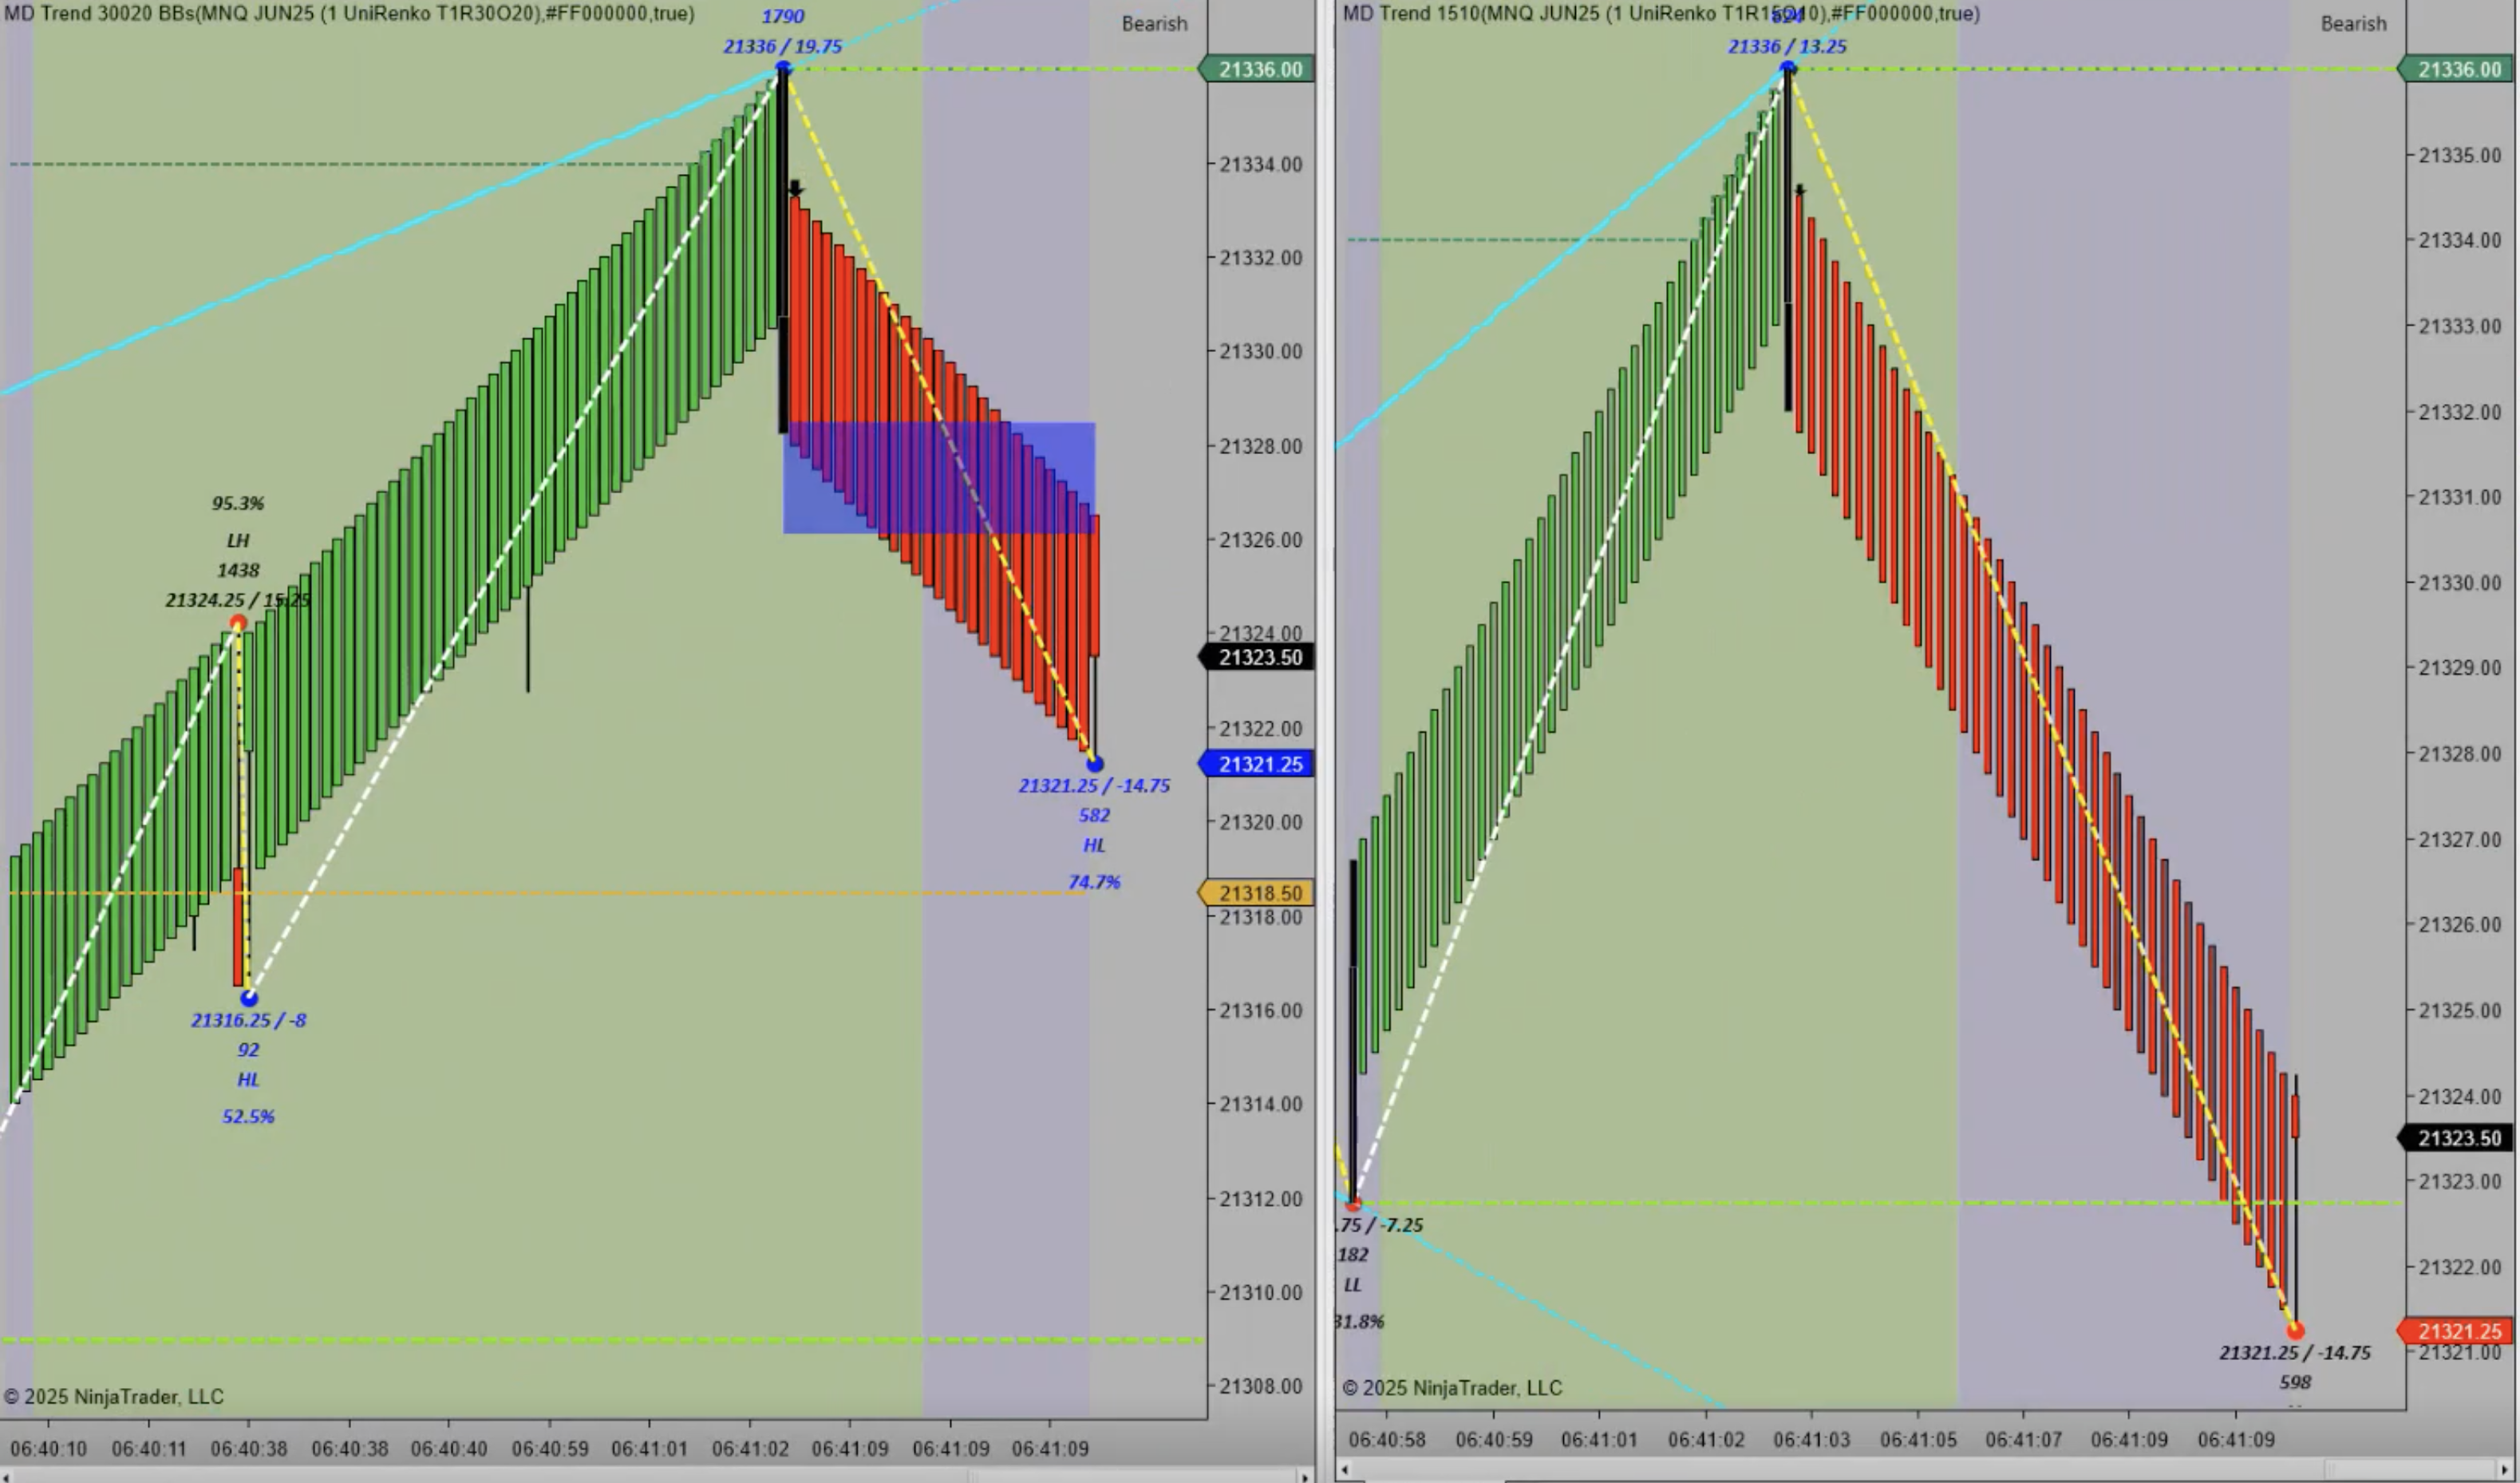 MD Trend 30020 BBs(MNQ JUN25 (1 UniRenko T1R30O20),#FF000000,true)
Bearish
1790
21336 / 19.75
95.3%
LH
1438
21324.25 / 15.25
21316.25 / -8
92
HL
52.5%
21321.25 / -14.75
582
HL
74.7%
21336.00
21334.00
21332.00
21330.00
21328.00
21326.00
21324.00
21323.50
21322.00
21321.25
21320.00
21318.50
21318.00
21316.00
21314.00
21312.00
21310.00
21308.00
© 2025 NinjaTrader, LLC
06:40:10 06:40:11 06:40:38 06:40:38 06:40:40 06:40:59 06:41:01 06:41:02 06:41:09 06:41:09 06:41:09
MD Trend 1510(MNQ JUN25 (1 UniRenko T1R15O10),#FF000000,true)
Bearish
21336 / 13.25
.75 / -7.25
182
LL
31.8%
21321.25 / -14.75
598
21336.00
21335.00
21334.00
21333.00
21332.00
21331.00
21330.00
21329.00
21328.00
21327.00
21326.00
21325.00
21324.00
21323.50
21323.00
21322.00
21321.25
21321.00
© 2025 NinjaTrader, LLC
06:40:58 06:40:59 06:41:01 06:41:02 06:41:03 06:41:05 06:41:07 06:41:09 06:41:09